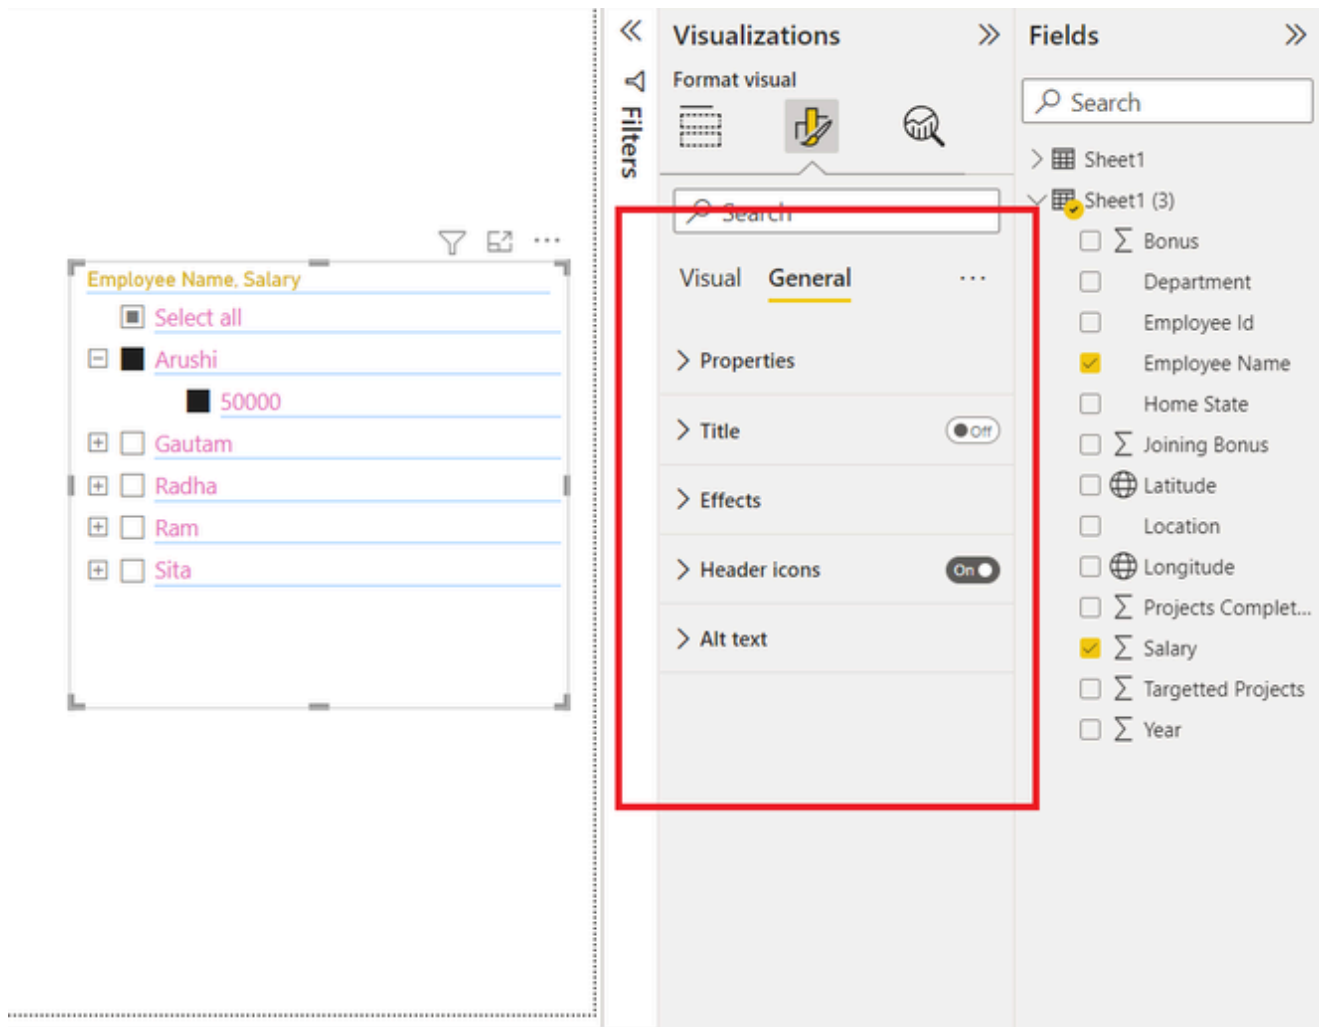 Employee Name, Salary
Select all
Arushi
50000
Gautam
Radha
Ram
Sita
Filters
Visualizations
Format visual
Search
Visual General
Properties
Title Off
Effects
Header icons On
Alt text
Fields
Search
Sheet1
Sheet1 (3)
Bonus
Department
Employee Id
Employee Name
Home State
Joining Bonus
Latitude
Location
Longitude
Projects Complet...
Salary
Targetted Projects
Year